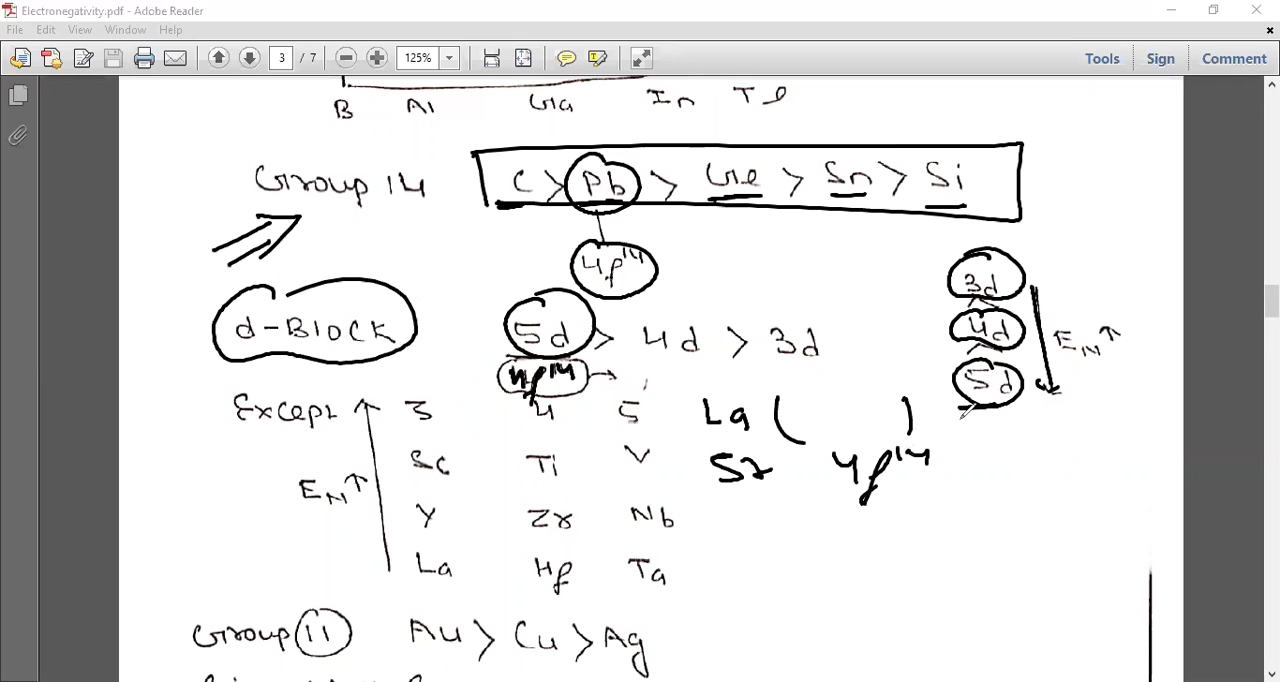 Electronegativity.pdf - Adobe Reader
File Edit View Window Help
3 / 7 125% Tools Sign Comment
B Al Ga In Tl
Group 14 C > Pb > Ge > Sn > Si
4f14
d-Block 5d > 4d > 3d
4f14
3d
4d
5d
EN↑
Except 3 4 5
Sc Ti V
Y Zr Nb
La Hf Ta
EN↑
La ( )
57 4f14
Group 11 Au > Cu > Ag